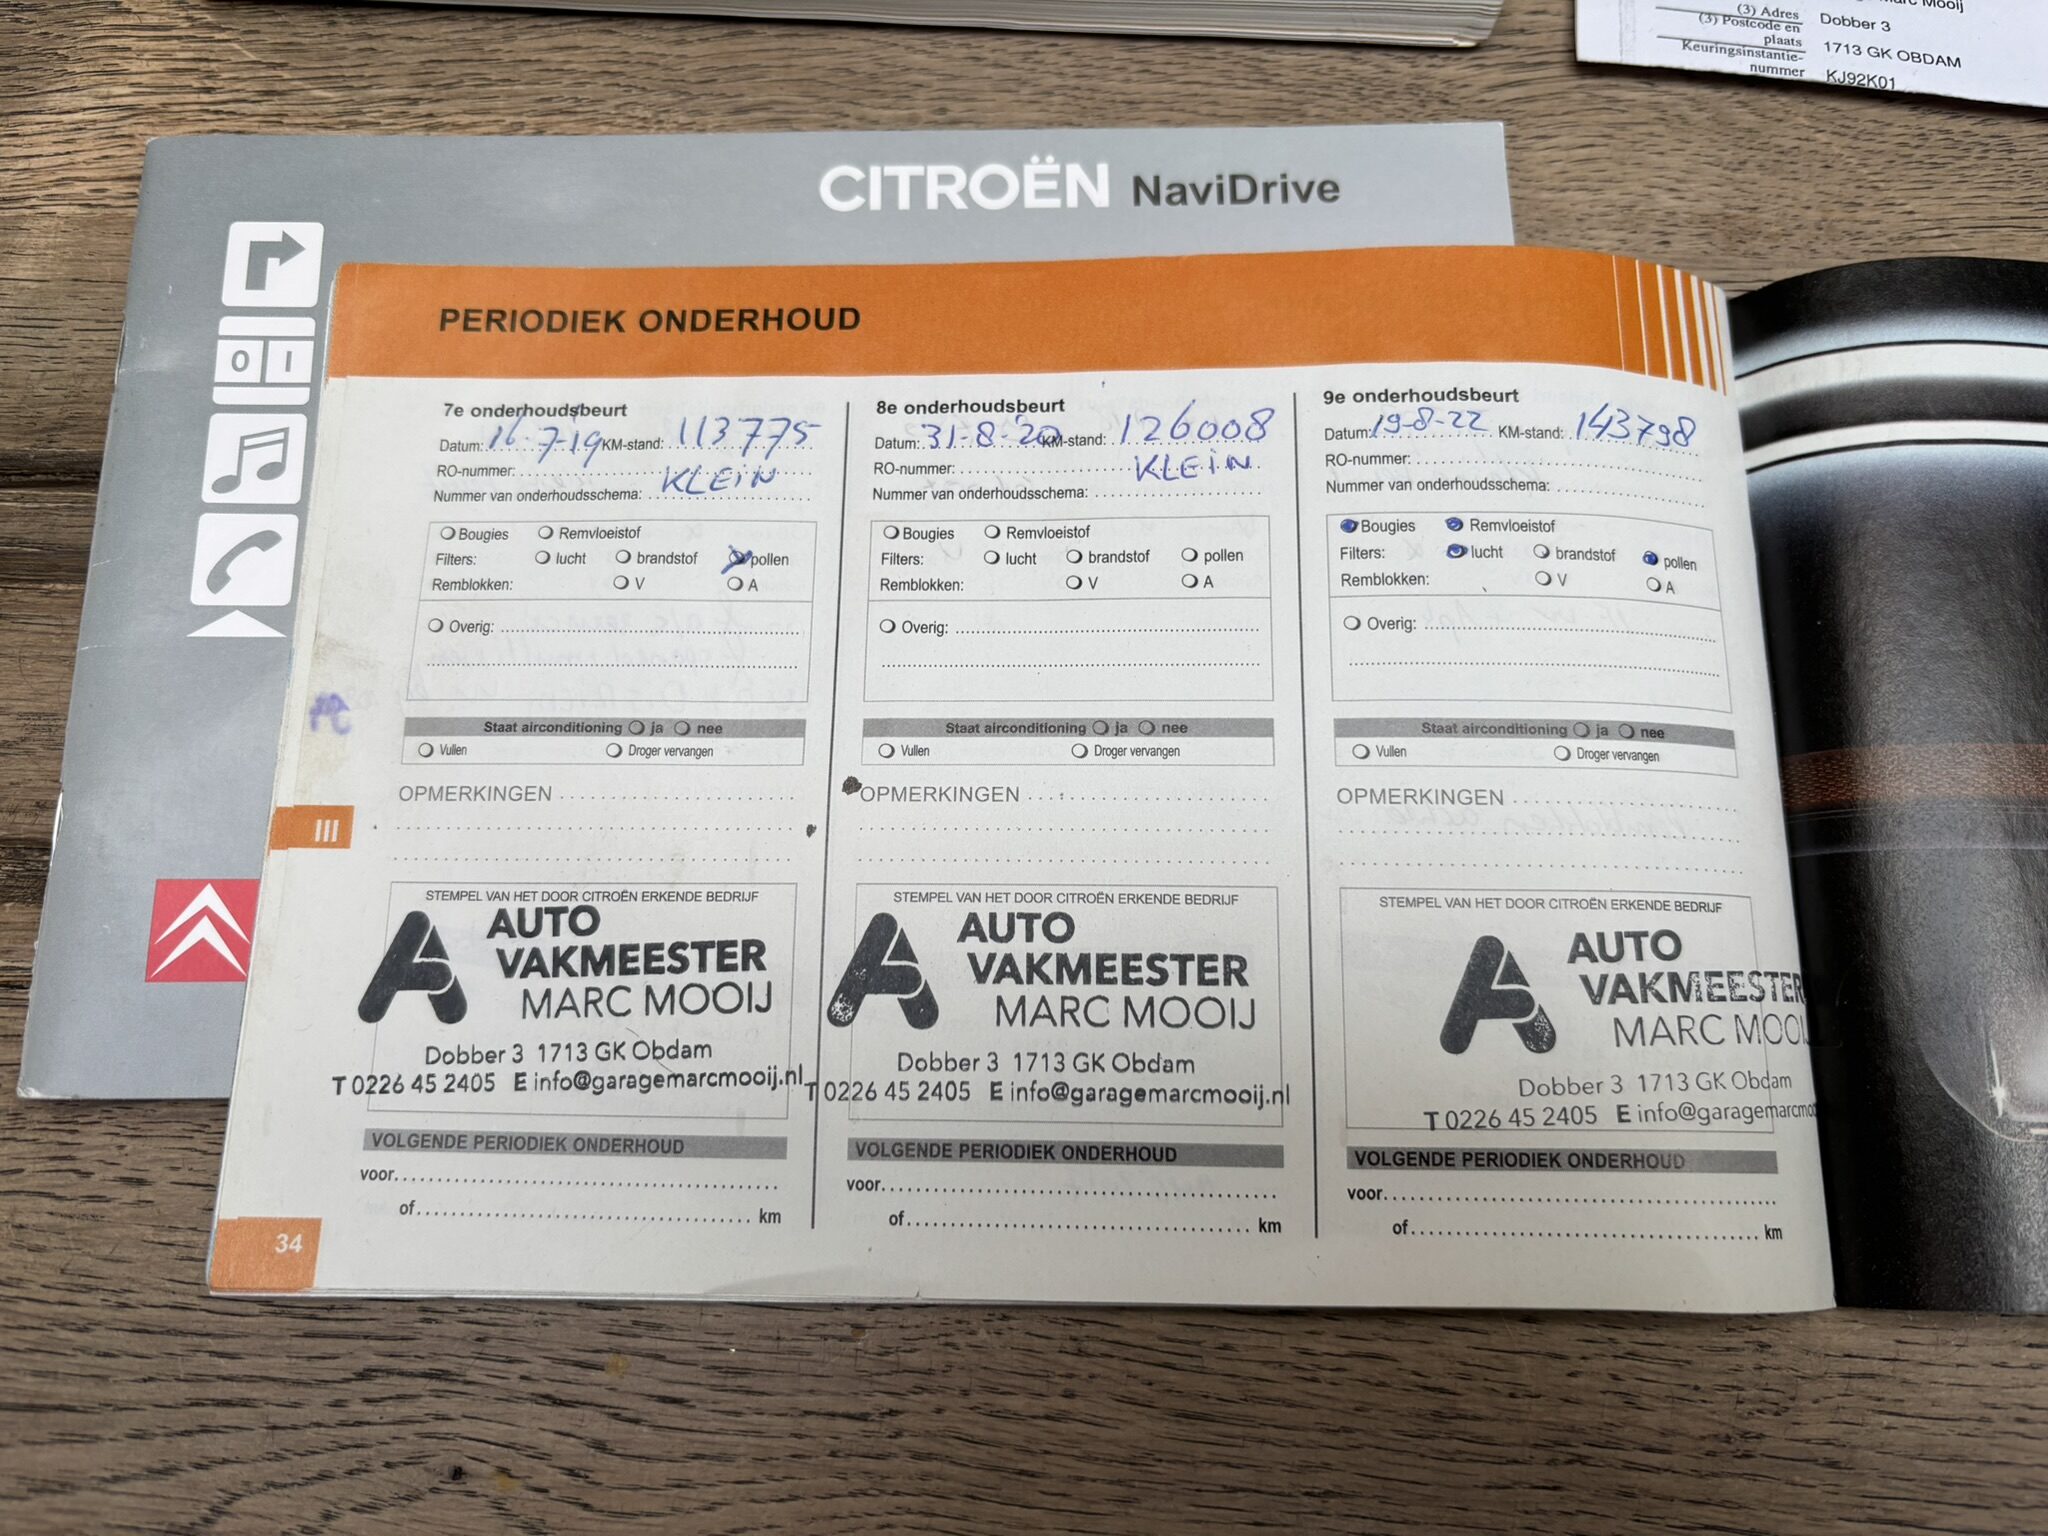 Marc Mooij
(3) Adres Dobber 3
(3) Postcode en
plaats 1713 GK OBDAM
Keuringsinstantie-
nummer KJ92K01
CITROËN NaviDrive
0 I
PERIODIEK ONDERHOUD
7e onderhoudsbeurt
Datum: 16-7-19 KM-stand: 113775
RO-nummer: KLEIN
Nummer van onderhoudsschema:
Bougies Remvloeistof
Filters: lucht brandstof pollen
Remblokken: V A
Overig:
Staat airconditioning ja nee
Vullen Droger vervangen
OPMERKINGEN
STEMPEL VAN HET DOOR CITROËN ERKENDE BEDRIJF
AUTO
VAKMEESTER
MARC MOOIJ
Dobber 3 1713 GK Obdam
T 0226 45 2405 E info@garagemarcmooij.nl
VOLGENDE PERIODIEK ONDERHOUD
voor
of km
8e onderhoudsbeurt
Datum: 31-8-'20 KM-stand: 126008
RO-nummer: KLEIN
Nummer van onderhoudsschema:
Bougies Remvloeistof
Filters: lucht brandstof pollen
Remblokken: V A
Overig:
Staat airconditioning ja nee
Vullen Droger vervangen
OPMERKINGEN
STEMPEL VAN HET DOOR CITROËN ERKENDE BEDRIJF
AUTO
VAKMEESTER
MARC MOOIJ
Dobber 3 1713 GK Obdam
T 0226 45 2405 E info@garagemarcmooij.nl
VOLGENDE PERIODIEK ONDERHOUD
voor
of km
9e onderhoudsbeurt
Datum: 19-8-22 KM-stand: 143798
RO-nummer:
Nummer van onderhoudsschema:
Bougies Remvloeistof
Filters: lucht brandstof pollen
Remblokken: V A
Overig:
Staat airconditioning ja nee
Vullen Droger vervangen
OPMERKINGEN
STEMPEL VAN HET DOOR CITROËN ERKENDE BEDRIJF
AUTO
VAKMEESTER
MARC MOOI
Dobber 3 1713 GK Obdam
T 0226 45 2405 E info@garagemarcmo
VOLGENDE PERIODIEK ONDERHOUD
voor
of km
III
34